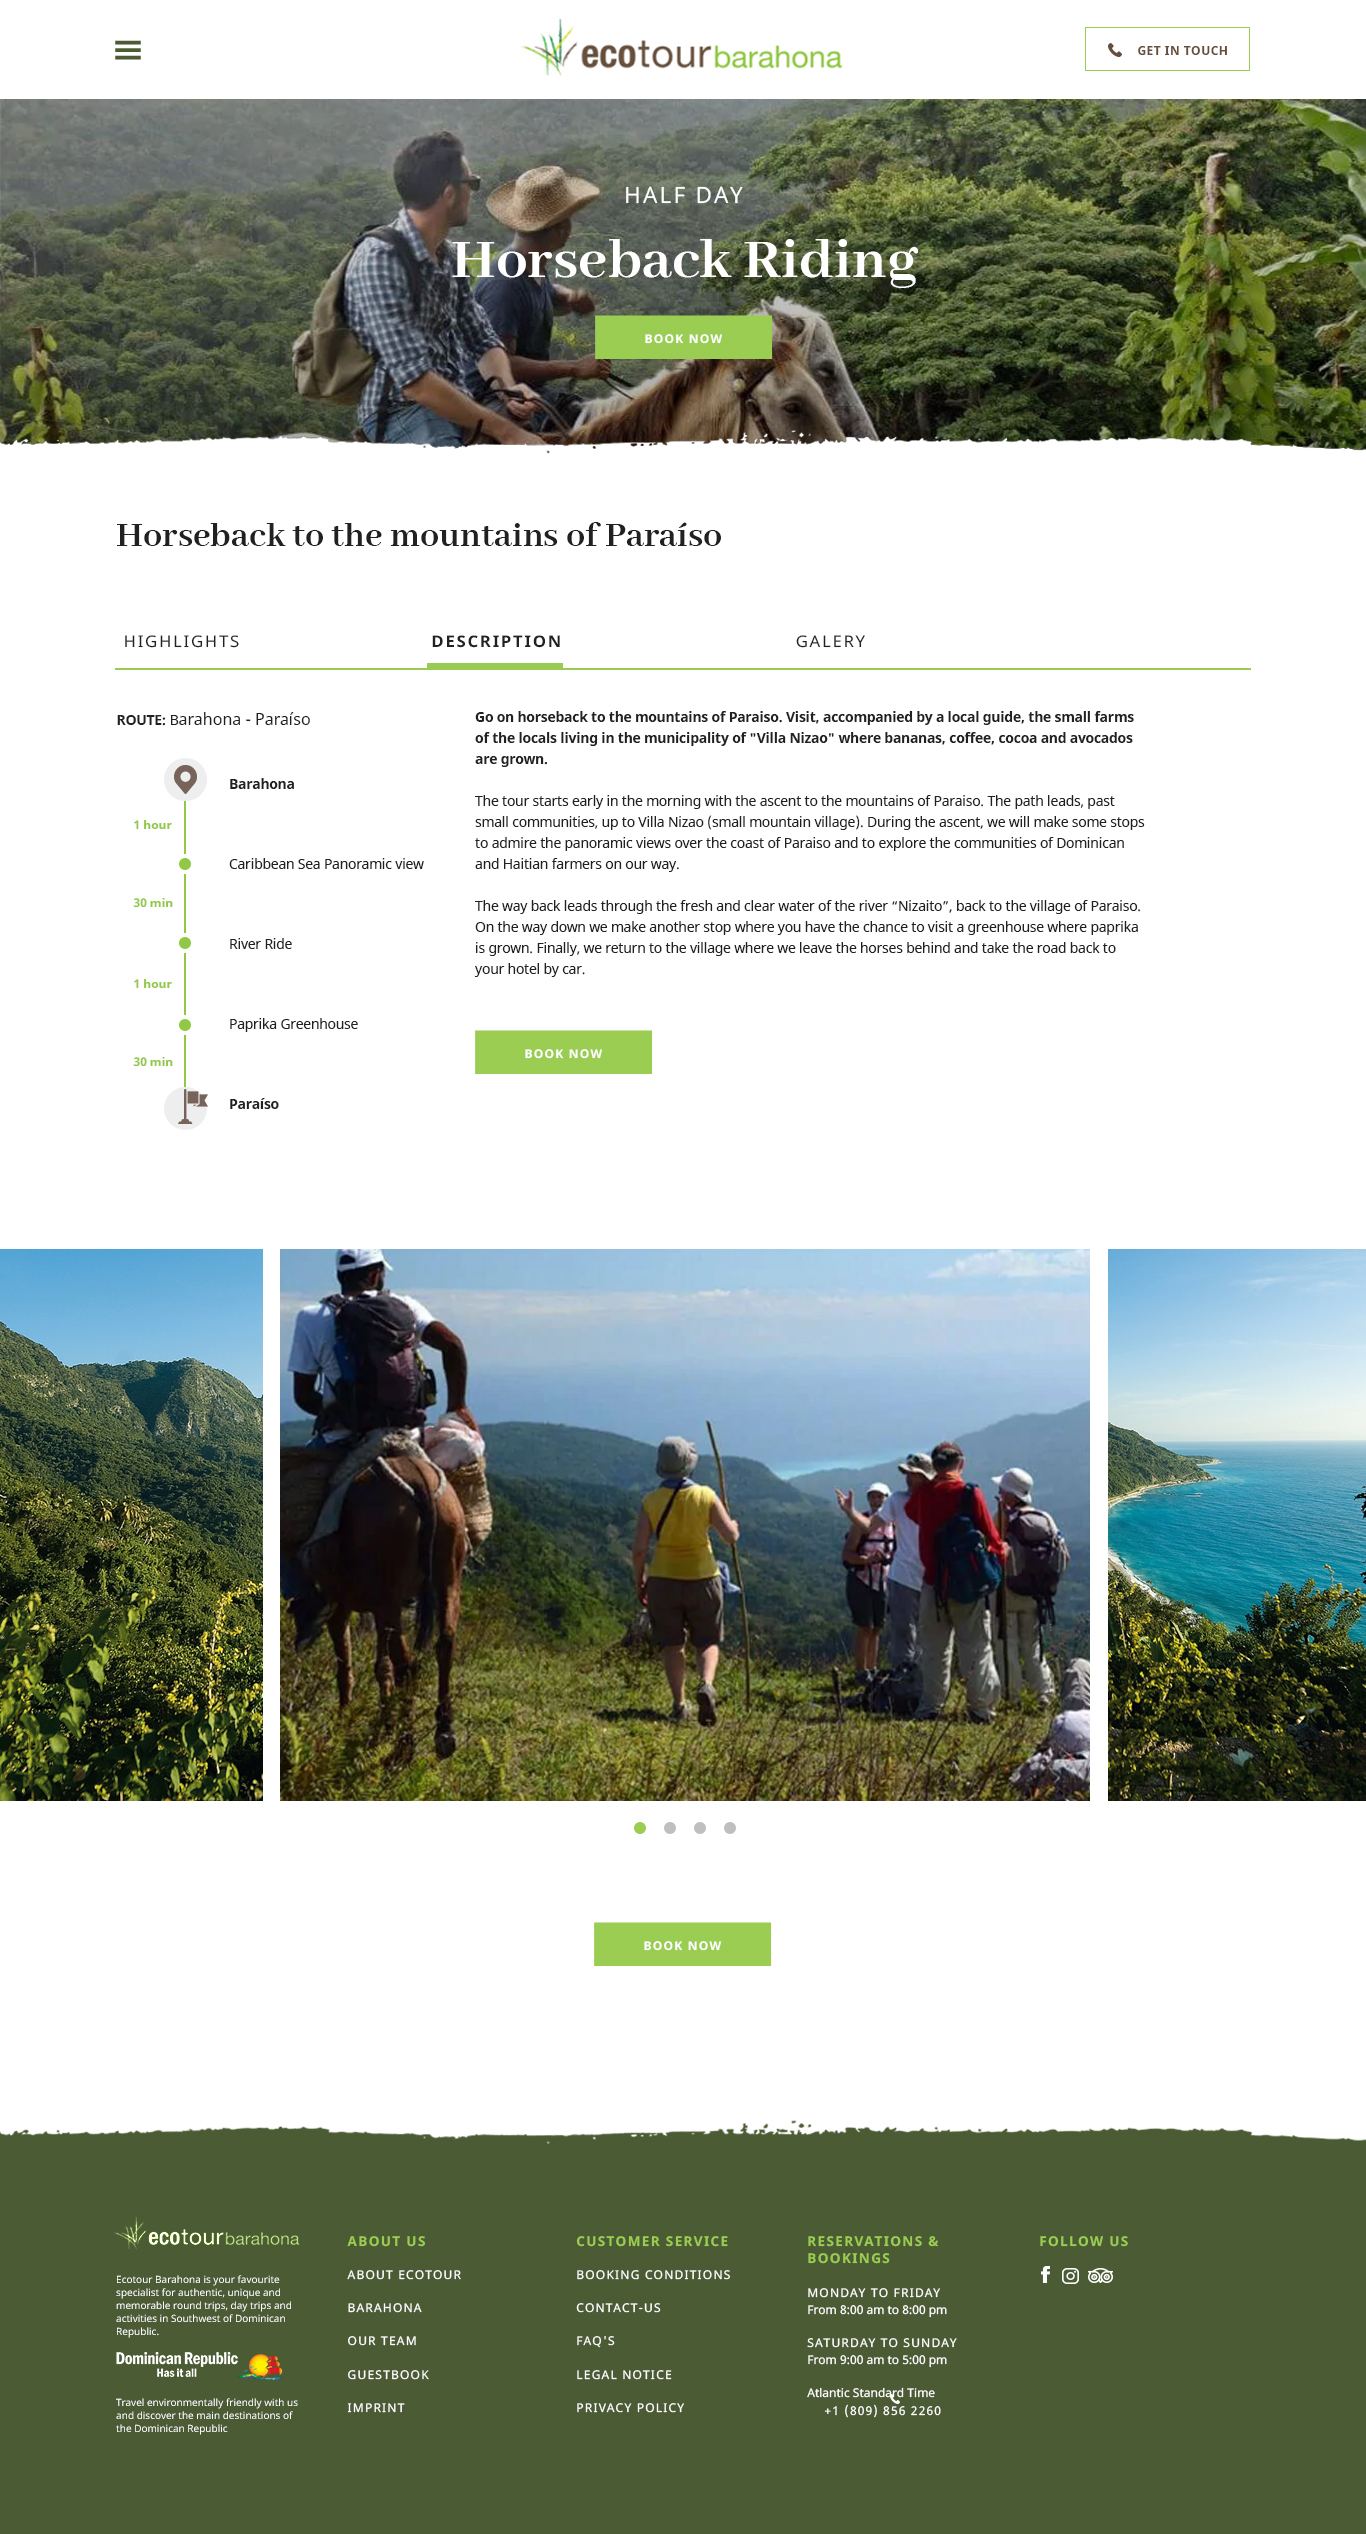 ecotourbarahona
GET IN TOUCH
HALF DAY
Horseback Riding
BOOK NOW
Horseback to the mountains of Paraíso
HIGHLIGHTS
DESCRIPTION
GALERY
ROUTE: Barahona - Paraíso
Barahona
1 hour
Caribbean Sea Panoramic view
30 min
River Ride
1 hour
Paprika Greenhouse
30 min
Paraíso
Go on horseback to the mountains of Paraiso. Visit, accompanied by a local guide, the small farms
of the locals living in the municipality of "Villa Nizao" where bananas, coffee, cocoa and avocados
are grown.
The tour starts early in the morning with the ascent to the mountains of Paraiso. The path leads, past
small communities, up to Villa Nizao (small mountain village). During the ascent, we will make some stops
to admire the panoramic views over the coast of Paraiso and to explore the communities of Dominican
and Haitian farmers on our way.
The way back leads through the fresh and clear water of the river “Nizaito”, back to the village of Paraiso.
On the way down we make another stop where you have the chance to visit a greenhouse where paprika
is grown. Finally, we return to the village where we leave the horses behind and take the road back to
your hotel by car.
BOOK NOW
BOOK NOW
ecotourbarahona
Ecotour Barahona is your favourite
specialist for authentic, unique and
memorable round trips, day trips and
activities in Southwest of Dominican
Republic.
Dominican Republic
Has it all
Travel environmentally friendly with us
and discover the main destinations of
the Dominican Republic
ABOUT US
ABOUT ECOTOUR
BARAHONA
OUR TEAM
GUESTBOOK
IMPRINT
CUSTOMER SERVICE
BOOKING CONDITIONS
CONTACT-US
FAQ'S
LEGAL NOTICE
PRIVACY POLICY
RESERVATIONS &
BOOKINGS
MONDAY TO FRIDAY
From 8:00 am to 8:00 pm
SATURDAY TO SUNDAY
From 9:00 am to 5:00 pm
Atlantic Standard Time
+1 (809) 856 2260
FOLLOW US